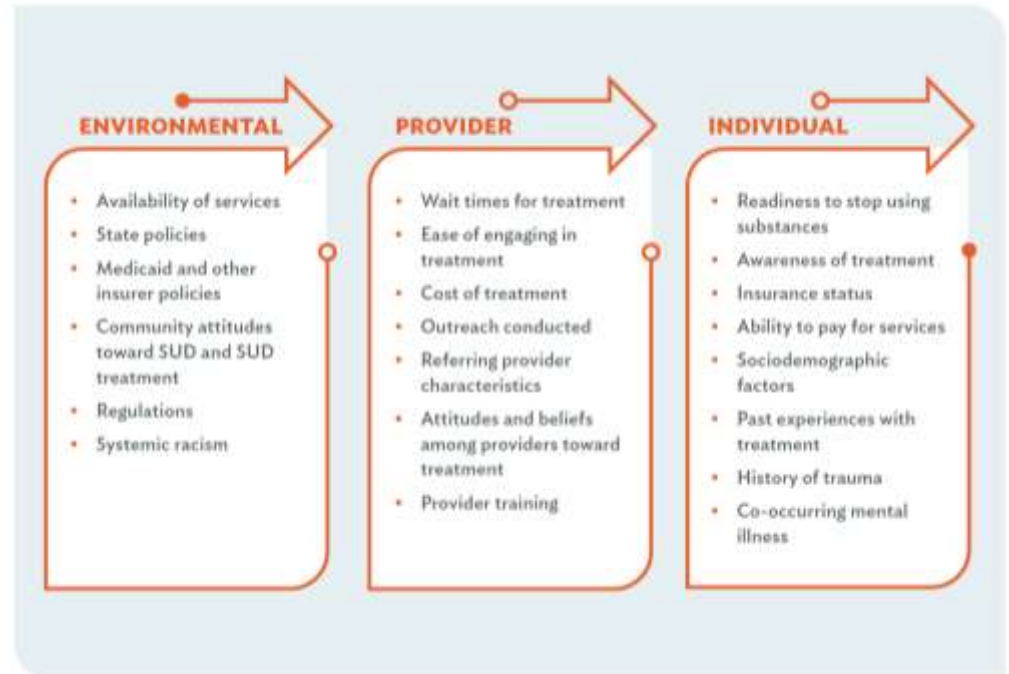 ENVIRONMENTAL
• Availability of services
• State policies
• Medicaid and other
insurer policies
• Community attitudes
toward SUD and SUD
treatment
• Regulations
• Systemic racism
PROVIDER
• Wait times for treatment
• Ease of engaging in
treatment
• Cost of treatment
• Outreach conducted
• Referring provider
characteristics
• Attitudes and beliefs
among providers toward
treatment
• Provider training
INDIVIDUAL
• Readiness to stop using
substances
• Awareness of treatment
• Insurance status
• Ability to pay for services
• Sociodemographic
factors
• Past experiences with
treatment
• History of trauma
• Co-occurring mental
illness